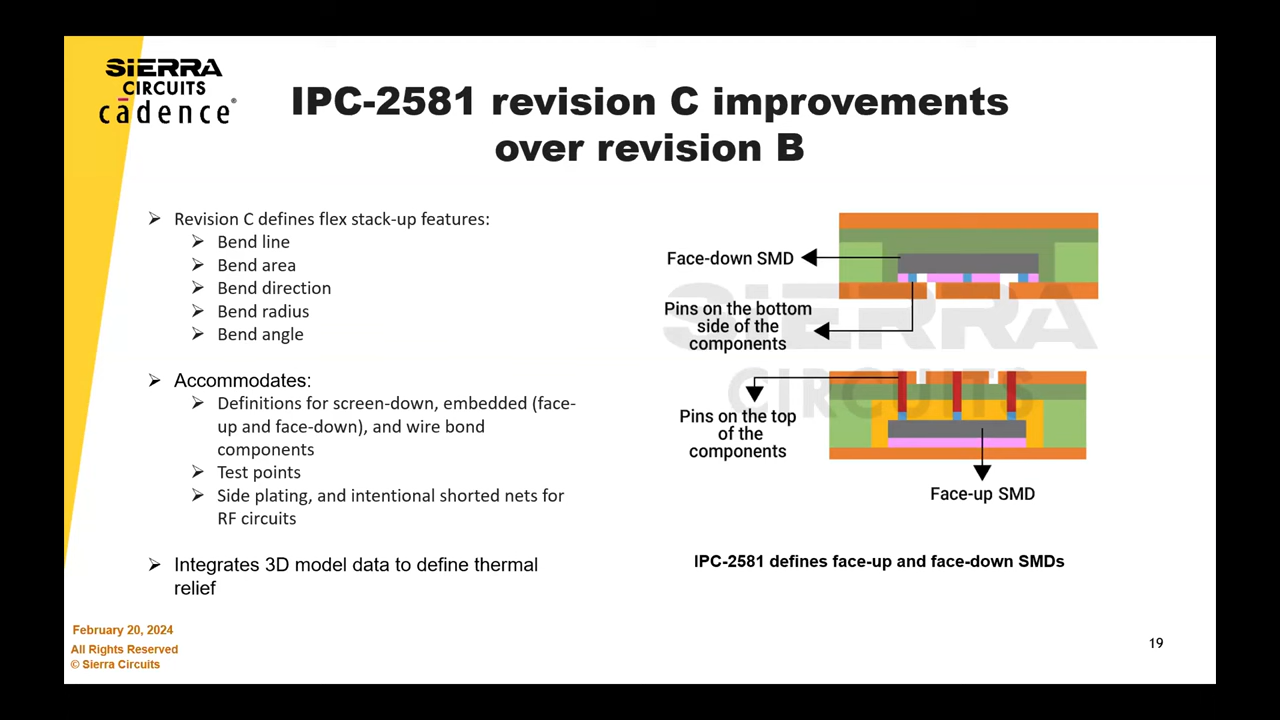 SIERRA
CIRCUITS
cādence®
IPC-2581 revision C improvements
over revision B
➢ Revision C defines flex stack-up features:
➢ Bend line
➢ Bend area
➢ Bend direction
➢ Bend radius
➢ Bend angle
➢ Accommodates:
➢ Definitions for screen-down, embedded (face-
up and face-down), and wire bond
components
➢ Test points
➢ Side plating, and intentional shorted nets for
RF circuits
➢ Integrates 3D model data to define thermal
relief
Face-down SMD
Pins on the bottom
side of the
components
SIERRA
CIRCUITS
Pins on the top
of the
components
Face-up SMD
IPC-2581 defines face-up and face-down SMDs
February 20, 2024
All Rights Reserved
© Sierra Circuits
19